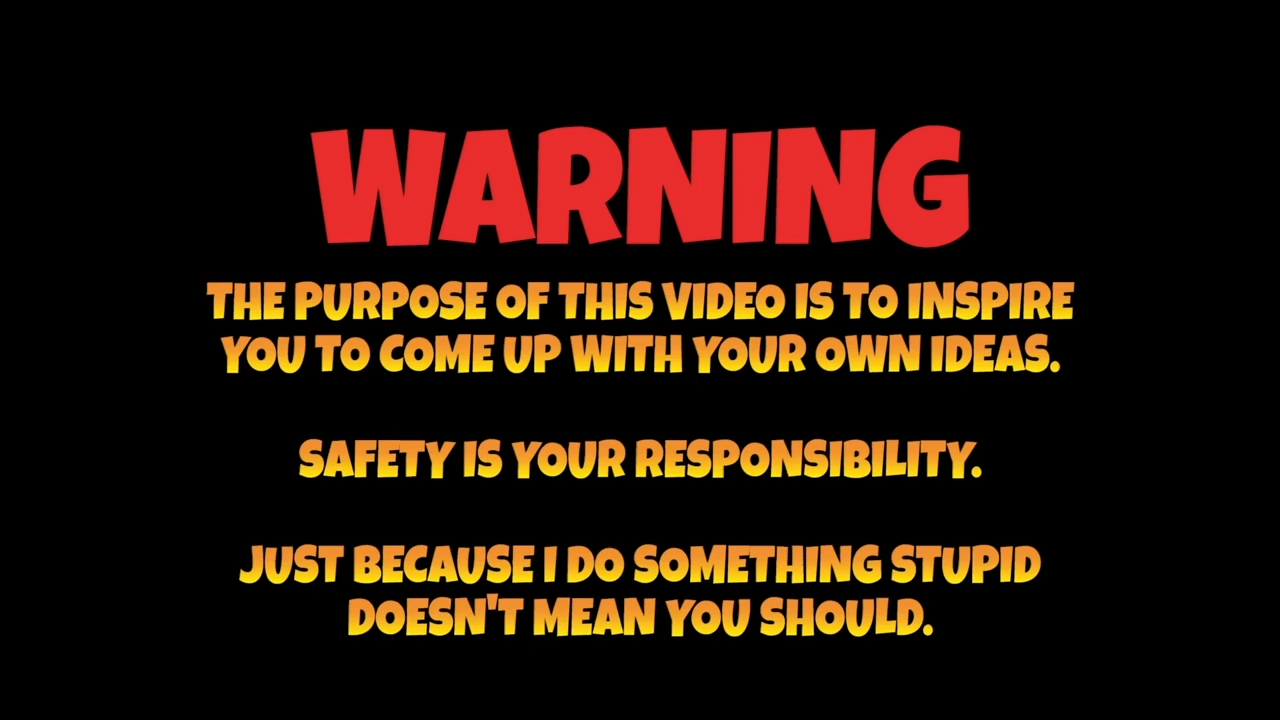 WARNING
THE PURPOSE OF THIS VIDEO IS TO INSPIRE
YOU TO COME UP WITH YOUR OWN IDEAS.
SAFETY IS YOUR RESPONSIBILITY.
JUST BECAUSE I DO SOMETHING STUPID
DOESN'T MEAN YOU SHOULD.